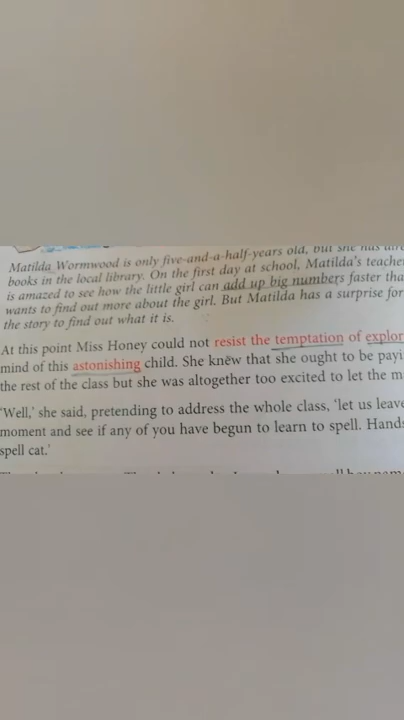 Matilda Wormwood is only five-and-a-half-years old, but she has
books in the local library. On the first day at school, Matilda's teache
is amazed to see how the little girl can add up big numbers faster tha
wants to find out more about the girl. But Matilda has a surprise for
the story to find out what it is.
At this point Miss Honey could not resist the temptation of explor
mind of this astonishing child. She knew that she ought to be payi
the rest of the class but she was altogether too excited to let the m
'Well,' she said, pretending to address the whole class, 'let us leave
moment and see if any of you have begun to learn to spell. Hands
spell cat.'